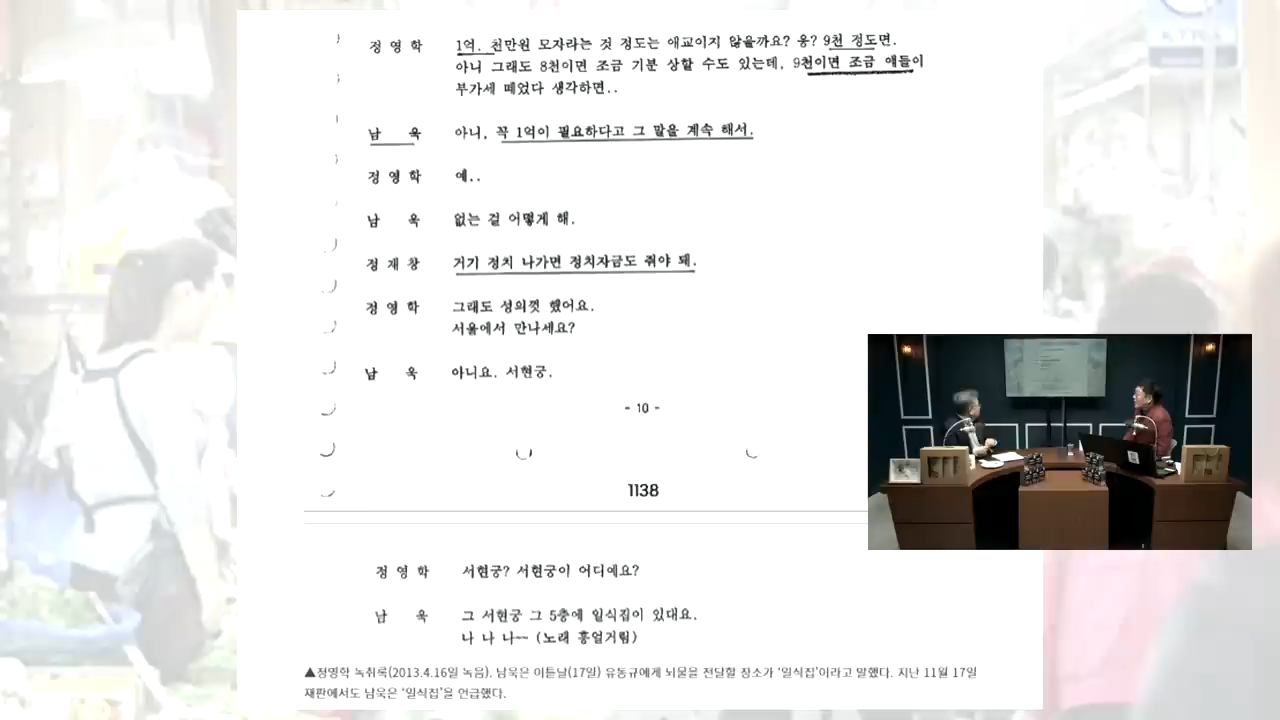 정 영 학 1억. 천만원 모자라는 것 정도는 애교이지 않을까요? 응? 9천 정도면.
아니 그래도 8천이면 조금 기분 상할 수도 있는데, 9천이면 조금 애들이
부가세 떼었다 생각하면..
남 욱 아니, 꼭 1억이 필요하다고 그 말을 계속 해서.
정 영 학 예..
남 욱 없는 걸 어떻게 해.
정 재 창 거기 정치 나가면 정치자금도 줘야 돼.
정 영 학 그래도 성의껏 했어요.
서울에서 만나세요?
남 욱 아니요. 서현궁.
- 10 -
1138
정 영 학 서현궁? 서현궁이 어디예요?
남 욱 그 서현궁 그 5층에 일식집이 있대요.
나 나 나~~ (노래 흥얼거림)
▲정영학 녹취록(2013.4.16일 녹음). 남욱은 이튿날(17일) 유동규에게 뇌물을 전달할 장소가 '일식집'이라고 말했다. 지난 11월 17일
재판에서도 남욱은 '일식집'을 언급했다.